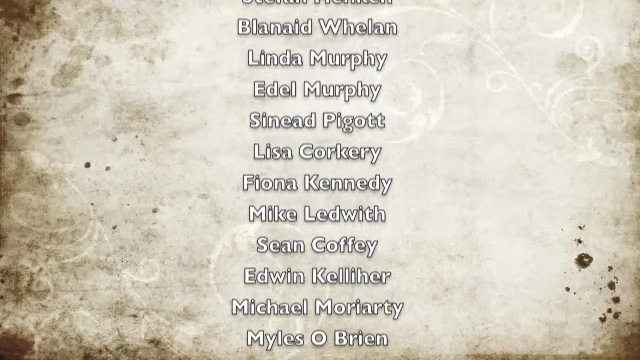 Blanaid Whelan
Linda Murphy
Edel Murphy
Sinead Pigott
Lisa Corkery
Fiona Kennedy
Mike Ledwith
Sean Coffey
Edwin Kelliher
Michael Moriarty
Myles O Brien